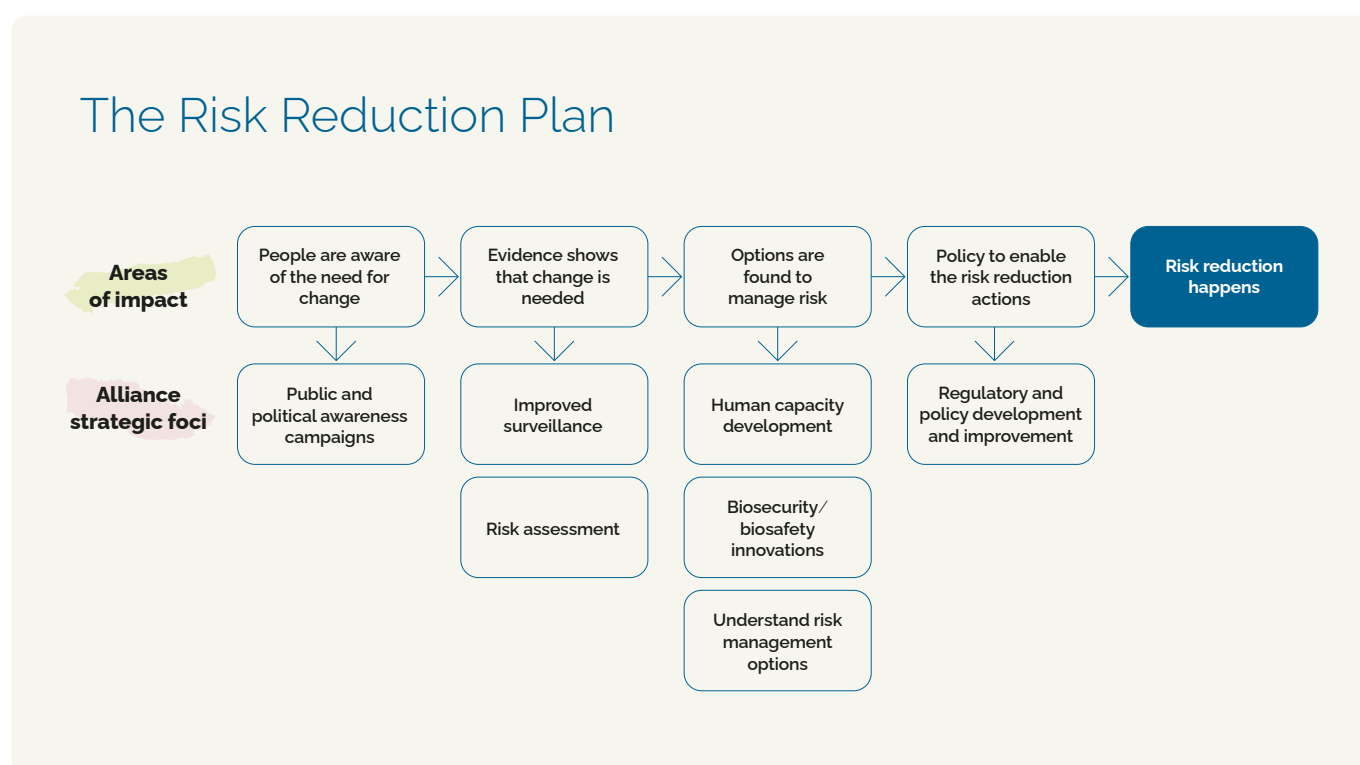 The Risk Reduction Plan
Areas
of impact
People are aware
of the need for
change
Evidence shows
that change is
needed
Options are
found to
manage risk
Policy to enable
the risk reduction
actions
Risk reduction
happens
Alliance
strategic foci
Public and
political awareness
campaigns
Improved
surveillance
Human capacity
development
Regulatory and
policy development
and improvement
Risk assessment
Biosecurity/
biosafety
innovations
Understand risk
management
options